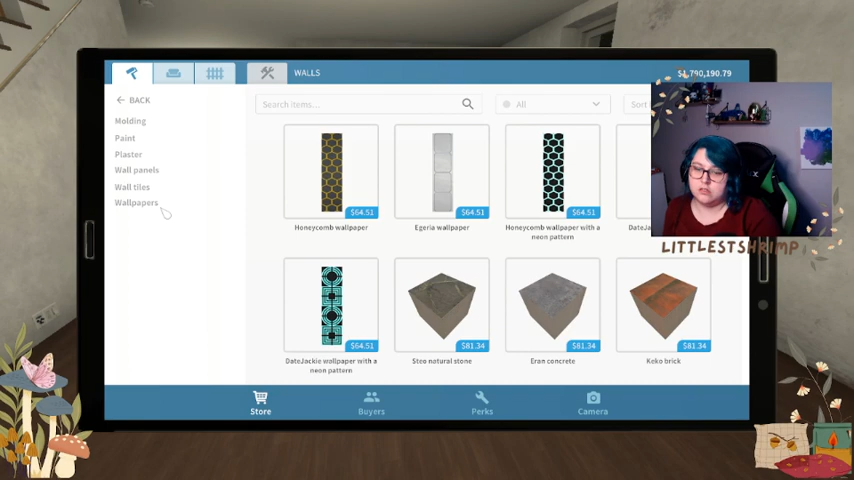 WALLS
$1,790,190.79
BACK
Search items...
All
Sort
Molding
Paint
Plaster
Wall panels
Wall tiles
Wallpapers
$64.51
$64.51
$64.51
Honeycomb wallpaper
Egeria wallpaper
Honeycomb wallpaper with a
neon pattern
DateJa
LITTLESTSHRIMP
$64.51
$81.34
$81.34
$81.34
DateJackie wallpaper with a
neon pattern
Steo natural stone
Eran concrete
Keko brick
Store
Buyers
Perks
Camera